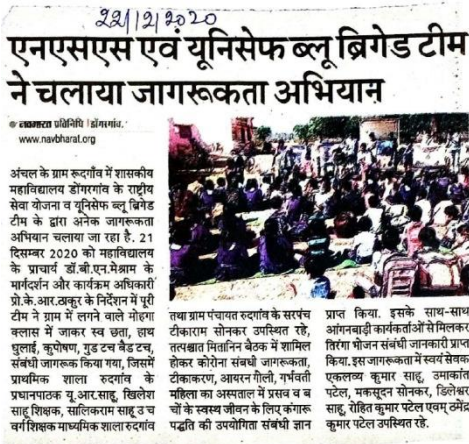 22/12/2020
एनएसएस एवं यूनिसेफ ब्लू ब्रिगेड टीम
ने चलाया जागरूकता अभियान
नवभारत प्रतिनिधि । डोंगरगांव.
www.navbharat.org
अंचल के ग्राम रूदगांव में शासकीय
महाविद्यालय डोंगरगांव के राष्ट्रीय
सेवा योजना व यूनिसेफ ब्लू ब्रिगेड
टीम के द्वारा अनेक जागरूकता
अभियान चलाया जा रहा है. 21
दिसम्बर 2020 को महाविद्यालय
के प्राचार्य डॉ.बी.एन.मेश्राम के
मार्गदर्शन और कार्यक्रम अधिकारी
प्रो.के.आर.ठाकुर के निर्देशन में पूरी
टीम ने ग्राम में लगने वाले मोहगा
क्लास में जाकर स्व छता, हाथ
धुलाई, कुपोषण, गुड टच बैड टच,
संबंधी जागरूक किया गया, जिसमें
प्राथमिक शाला रुदगांव के
प्रधानपाठक यू.आर.साहू, खिलेश
साहू शिक्षक, सालिकराम साहू उ च
वर्ग शिक्षक माध्यमिक शाला रुदगांव
तथा ग्राम पंचायत रुदगांव के सरपंच
टीकाराम सोनकर उपस्थित रहे,
तत्पश्चात मितानिन बैठक में शामिल
होकर कोरोना संबंधी जागरूकता,
टीकाकरण, आयरन गोली, गर्भवती
महिला का अस्पताल में प्रसव व ब
चों के स्वस्थ जीवन के लिए कंगारू
पद्धति की उपयोगिता संबंधी ज्ञान
प्राप्त किया. इसके साथ-साथ
आंगनबाड़ी कार्यकर्ताओं से मिलकर
तिरंगा भोजन संबंधी जानकारी प्राप्त
किया. इस जागरूकता में स्वयं सेवक
एकलव्य कुमार साहू, उमाकांत
पटेल, मकसूदन सोनकर, डिलेश्वर
साहू, रोहित कुमार पटेल एवम् ठमेंद्र
कुमार पटेल उपस्थित रहे.